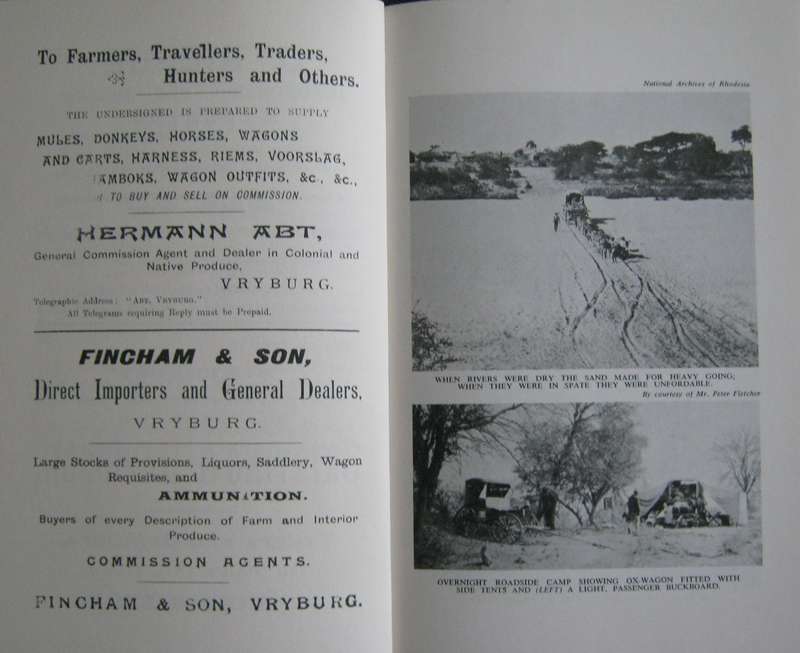 To Farmers, Travellers, Traders,
Hunters and Others.
THE UNDERSIGNED IS PREPARED TO SUPPLY
MULES, DONKEYS, HORSES, WAGONS
AND CARTS, HARNESS, RIEMS, VOORSLAG,
AMBOKS, WAGON OUTFITS, &c., &c.,
TO BUY AND SELL ON COMMISSION.
HERMANN ABT,
General Commission Agent and Dealer in Colonial and
Native Produce,
VRYBURG.
Telegraphic Address: "ABT, VRYBURG."
All Telegrams requiring Reply must be Prepaid.
FINCHAM & SON,
Direct Importers and General Dealers,
VRYBURG.
Large Stocks of Provisions, Liquors, Saddlery, Wagon
Requisites, and
AMMUNITION.
Buyers of every Description of Farm and Interior
Produce.
COMMISSION AGENTS.
FINCHAM & SON, VRYBURG.
National Archives of Rhodesia
WHEN RIVERS WERE DRY THE SAND MADE FOR HEAVY GOING;
WHEN THEY WERE IN SPATE THEY WERE UNFORDABLE.
By courtesy of Mr. Peter Fletcher
OVERNIGHT ROADSIDE CAMP SHOWING OX-WAGON FITTED WITH
SIDE TENTS AND (LEFT) A LIGHT, PASSENGER BUCKBOARD.